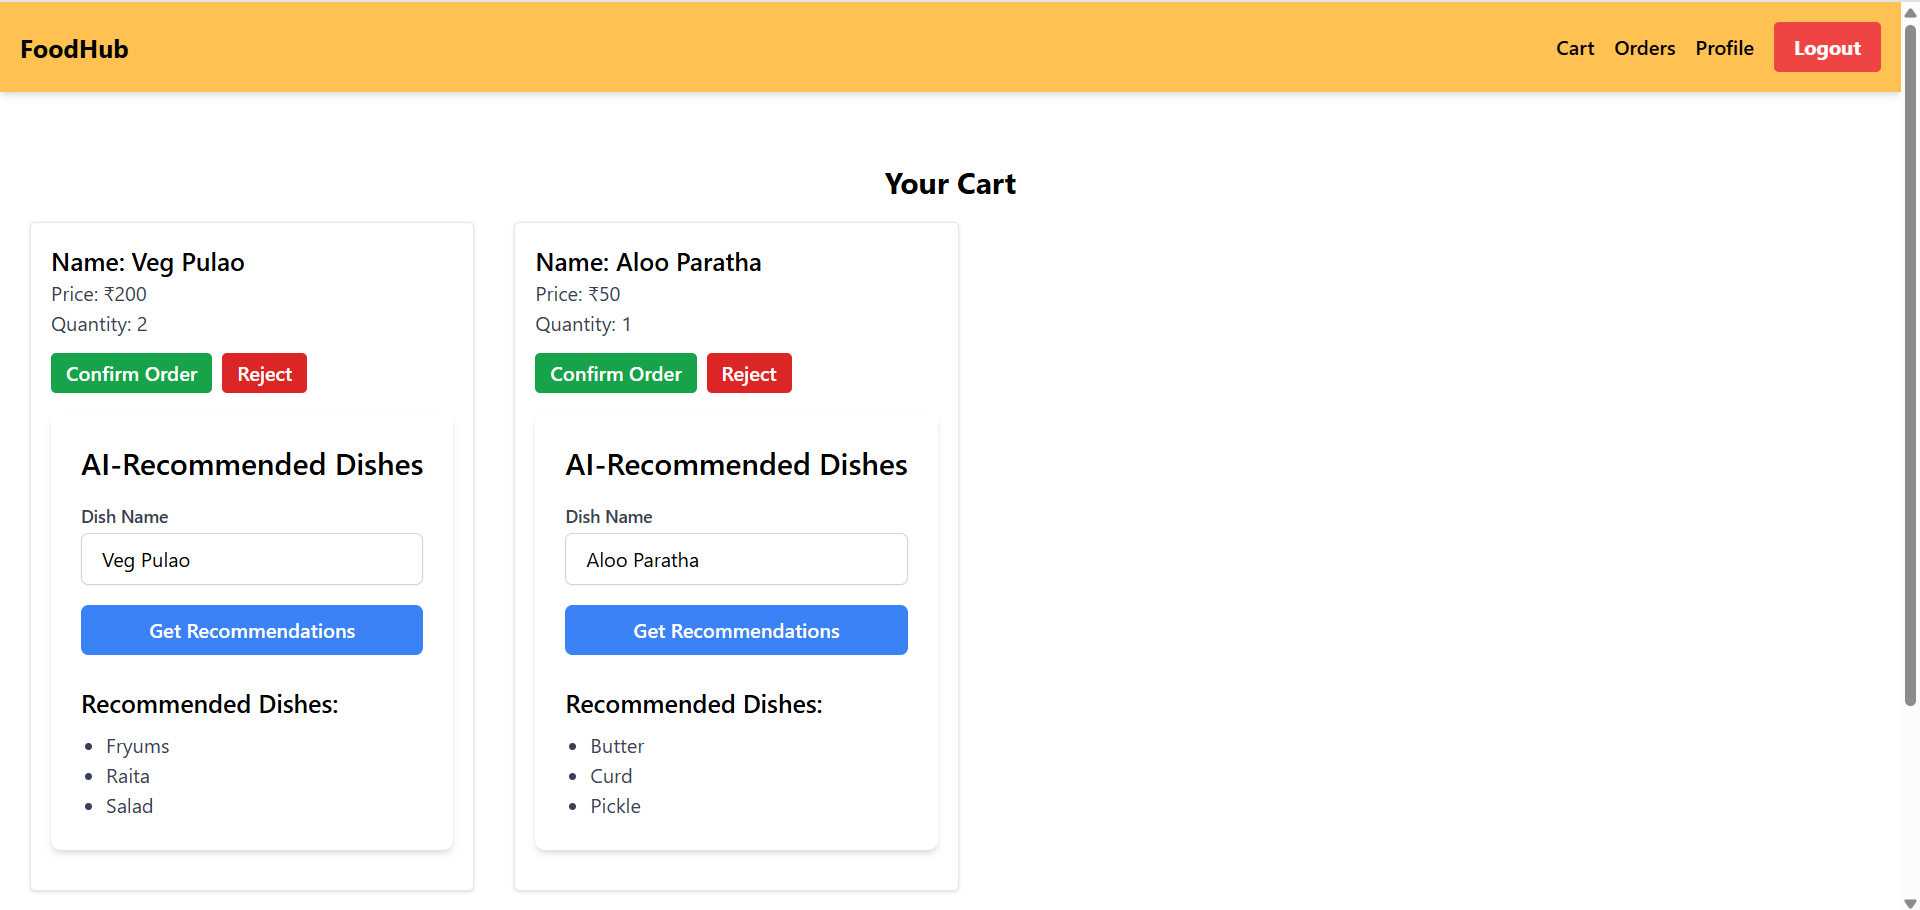 FoodHub
Cart Orders Profile Logout
Your Cart
Name: Veg Pulao
Price: ₹200
Quantity: 2
Confirm Order Reject
AI-Recommended Dishes
Dish Name
Veg Pulao
Get Recommendations
Recommended Dishes:
• Fryums
• Raita
• Salad
Name: Aloo Paratha
Price: ₹50
Quantity: 1
Confirm Order Reject
AI-Recommended Dishes
Dish Name
Aloo Paratha
Get Recommendations
Recommended Dishes:
• Butter
• Curd
• Pickle